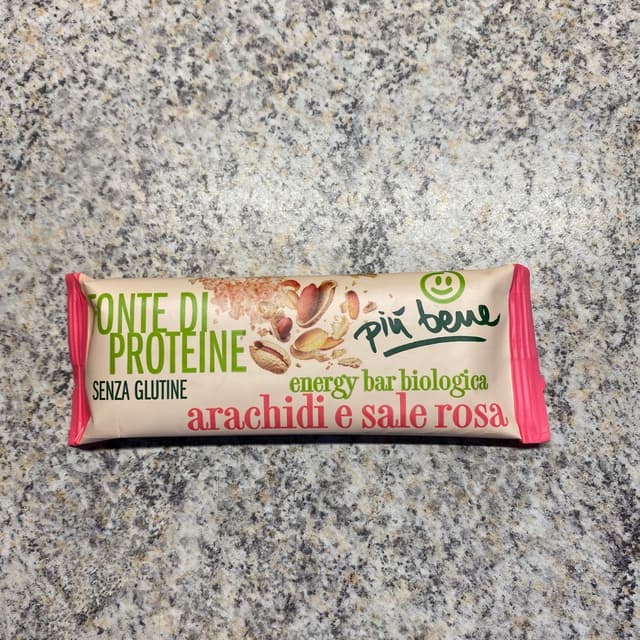 FONTE DI
PROTEINE
SENZA GLUTINE
più bene
energy bar biologica
arachidi e sale rosa